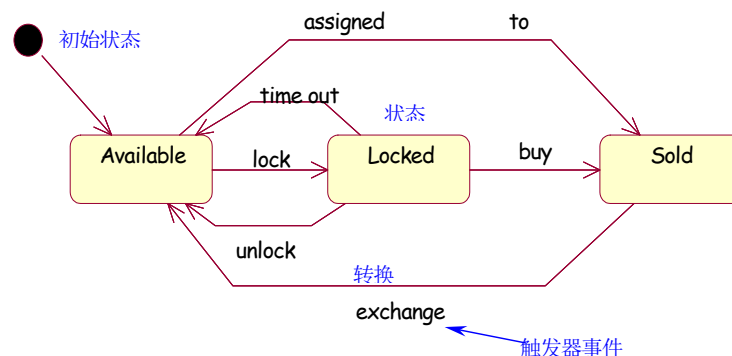 assigned to
初始状态
time out
状态
Available
lock
Locked
buy
Sold
unlock
转换
exchange
触发器事件